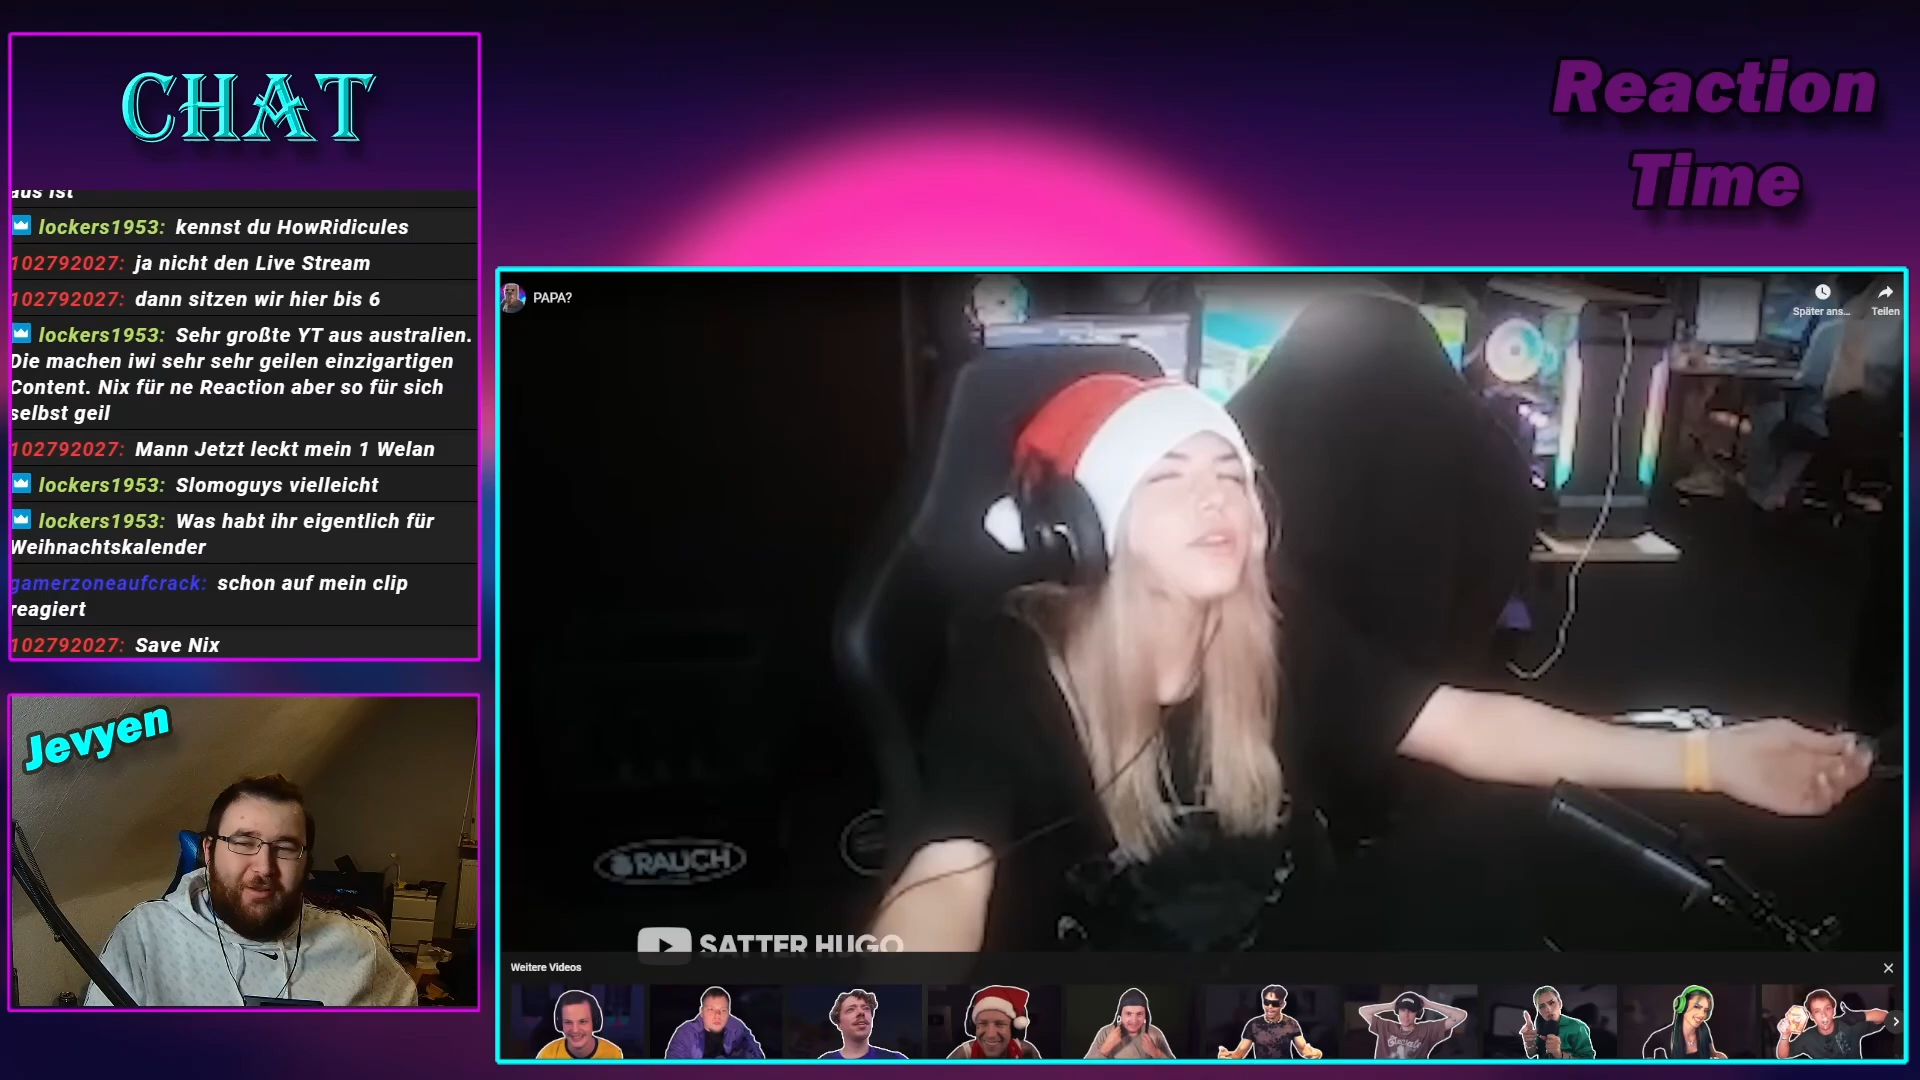 CHAT
aus ist
lockers1953: kennst du HowRidicules
102792027: ja nicht den Live Stream
102792027: dann sitzen wir hier bis 6
lockers1953: Sehr großte YT aus australien.
Die machen iwi sehr sehr geilen einzigartigen
Content. Nix für ne Reaction aber so für sich
selbst geil
102792027: Mann Jetzt leckt mein 1 Welan
lockers1953: Slomoguys vielleicht
lockers1953: Was habt ihr eigentlich für
Weihnachtskalender
gamerzoneaufcrack: schon auf mein clip
reagiert
102792027: Save Nix
Jevyen
Reaction
Time
PAPA?
Später ans...
Teilen
RAUCH
SATTER HUGO
Weitere Videos